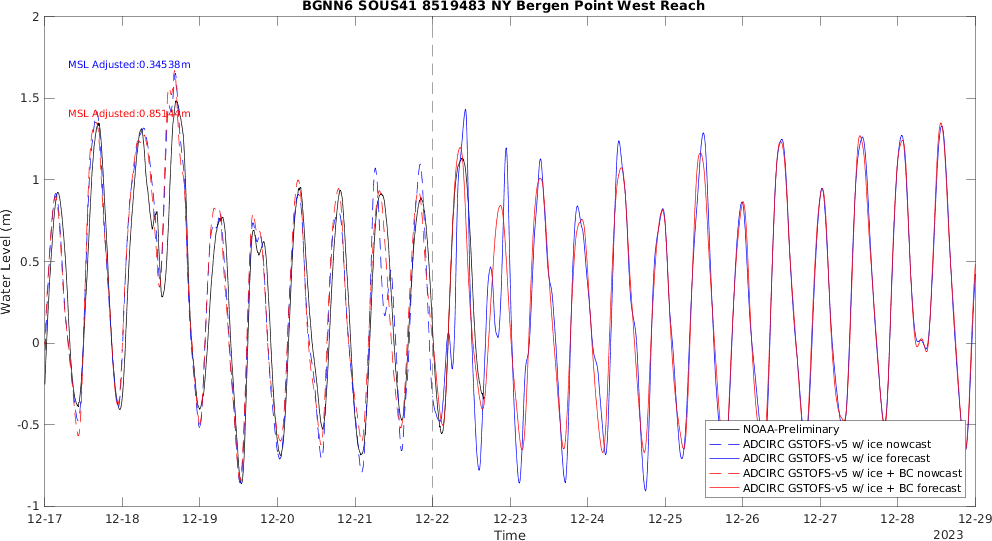 BGNN6 SOUS41 8519483 NY Bergen Point West Reach
MSL Adjusted:0.34538m
MSL Adjusted:0.85144m
Water Level (m)
2
1.5
1
0.5
0
-0.5
-1
12-17 12-18 12-19 12-20 12-21 12-22 12-23 12-24 12-25 12-26 12-27 12-28 12-29
Time
2023
NOAA-Preliminary
ADCIRC GSTOFS-v5 w/ ice nowcast
ADCIRC GSTOFS-v5 w/ ice forecast
ADCIRC GSTOFS-v5 w/ ice + BC nowcast
ADCIRC GSTOFS-v5 w/ ice + BC forecast